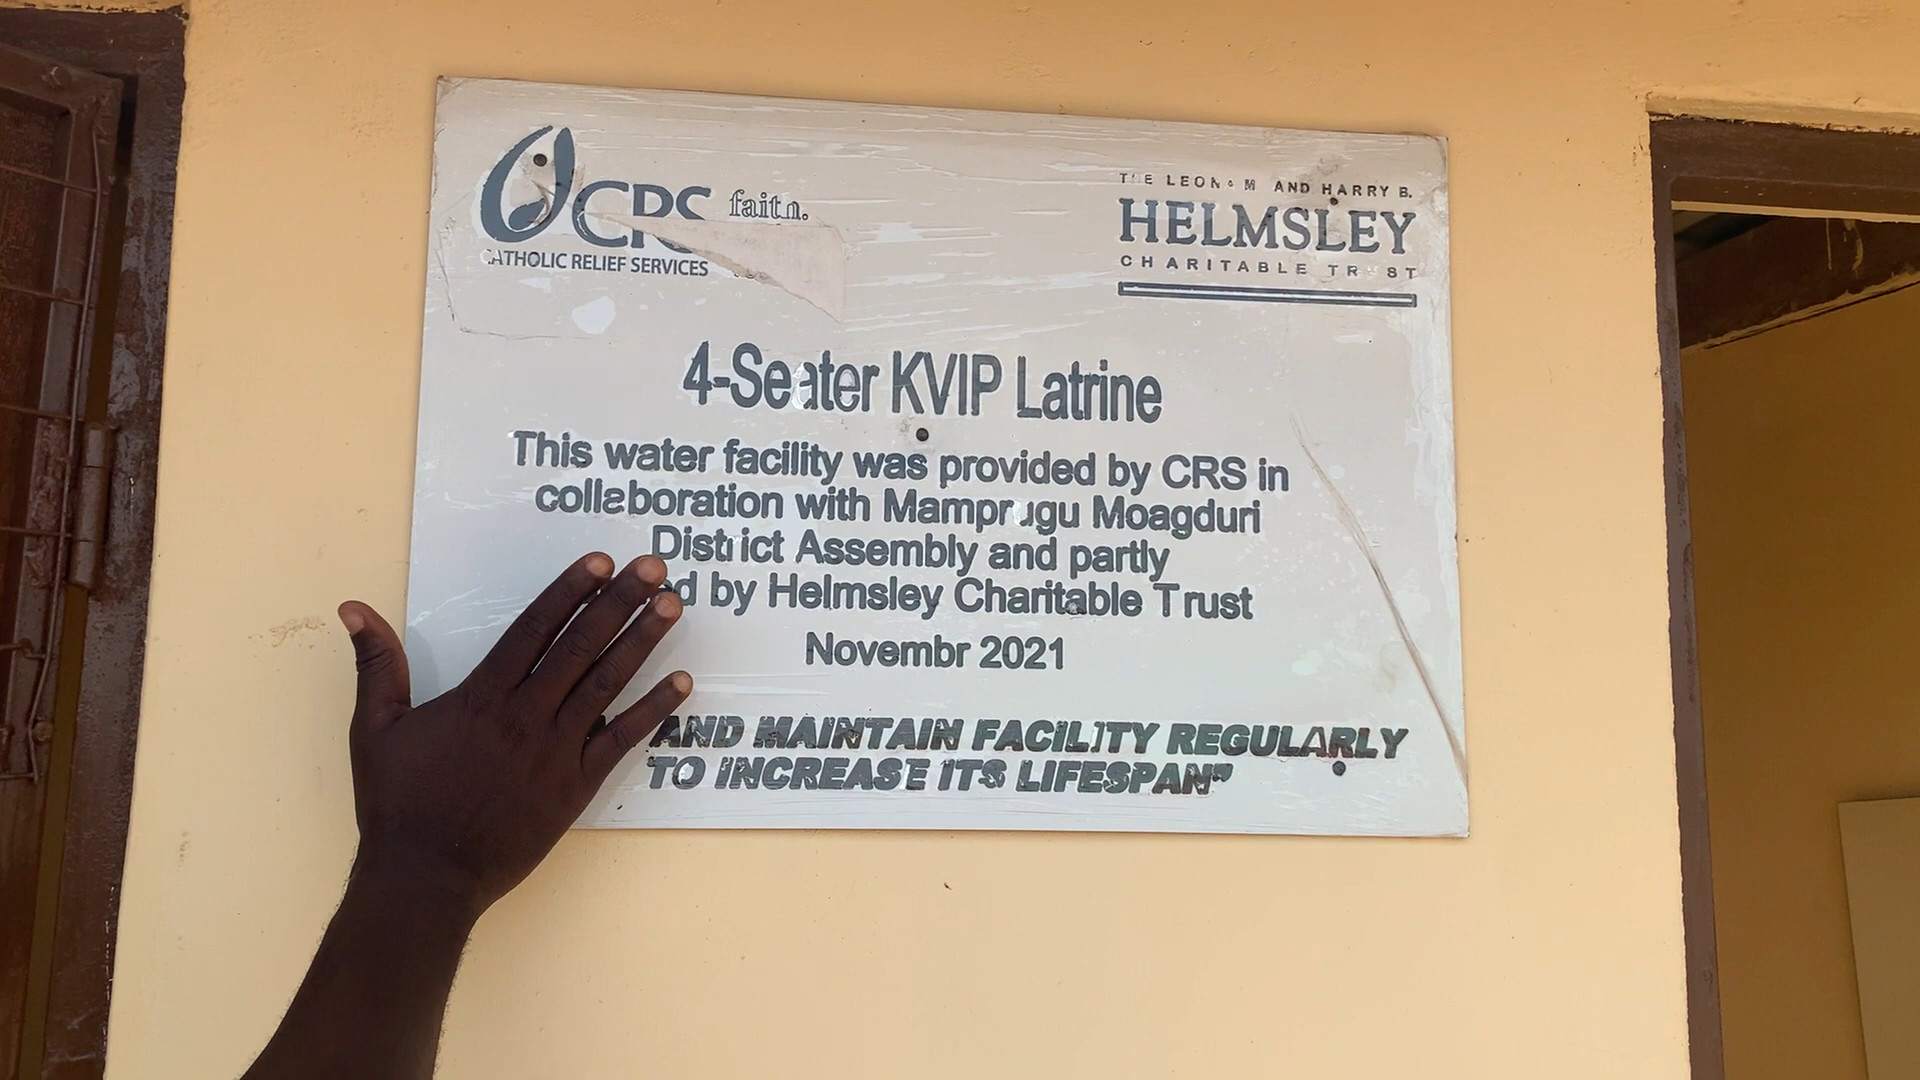 CRS faith.
CATHOLIC RELIEF SERVICES
THE LEONA M AND HARRY B.
HELMSLEY
CHARITABLE TRUST
4-Seater KVIP Latrine
This water facility was provided by CRS in
collaboration with Mamprugu Moagduri
District Assembly and partly
by Helmsley Charitable Trust
Novembr 2021
AND MAINTAIN FACILITY REGULARLY
TO INCREASE ITS LIFESPAN"